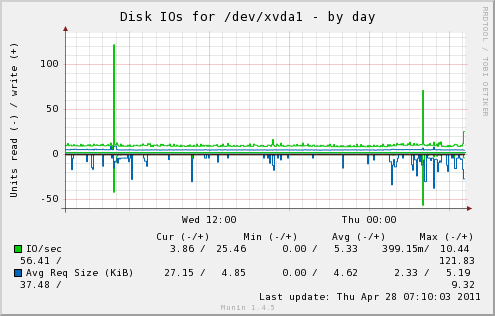 Disk IOs for /dev/xvda1 - by day
RRDTOOL / TOBI OETIKER
Units read (-) / write (+)
100
50
0
-50
Wed 12:00 Thu 00:00
Cur (-/+) Min (-/+) Avg (-/+) Max (-/+)
IO/sec 3.86 / 25.46 0.00 / 5.33 399.15m/ 10.44
56.41 / 121.83
Avg Req Size (KiB) 27.15 / 4.85 0.00 / 4.62 2.33 / 5.19
37.48 / 9.32
Last update: Thu Apr 28 07:10:03 2011
Munin 1.4.5